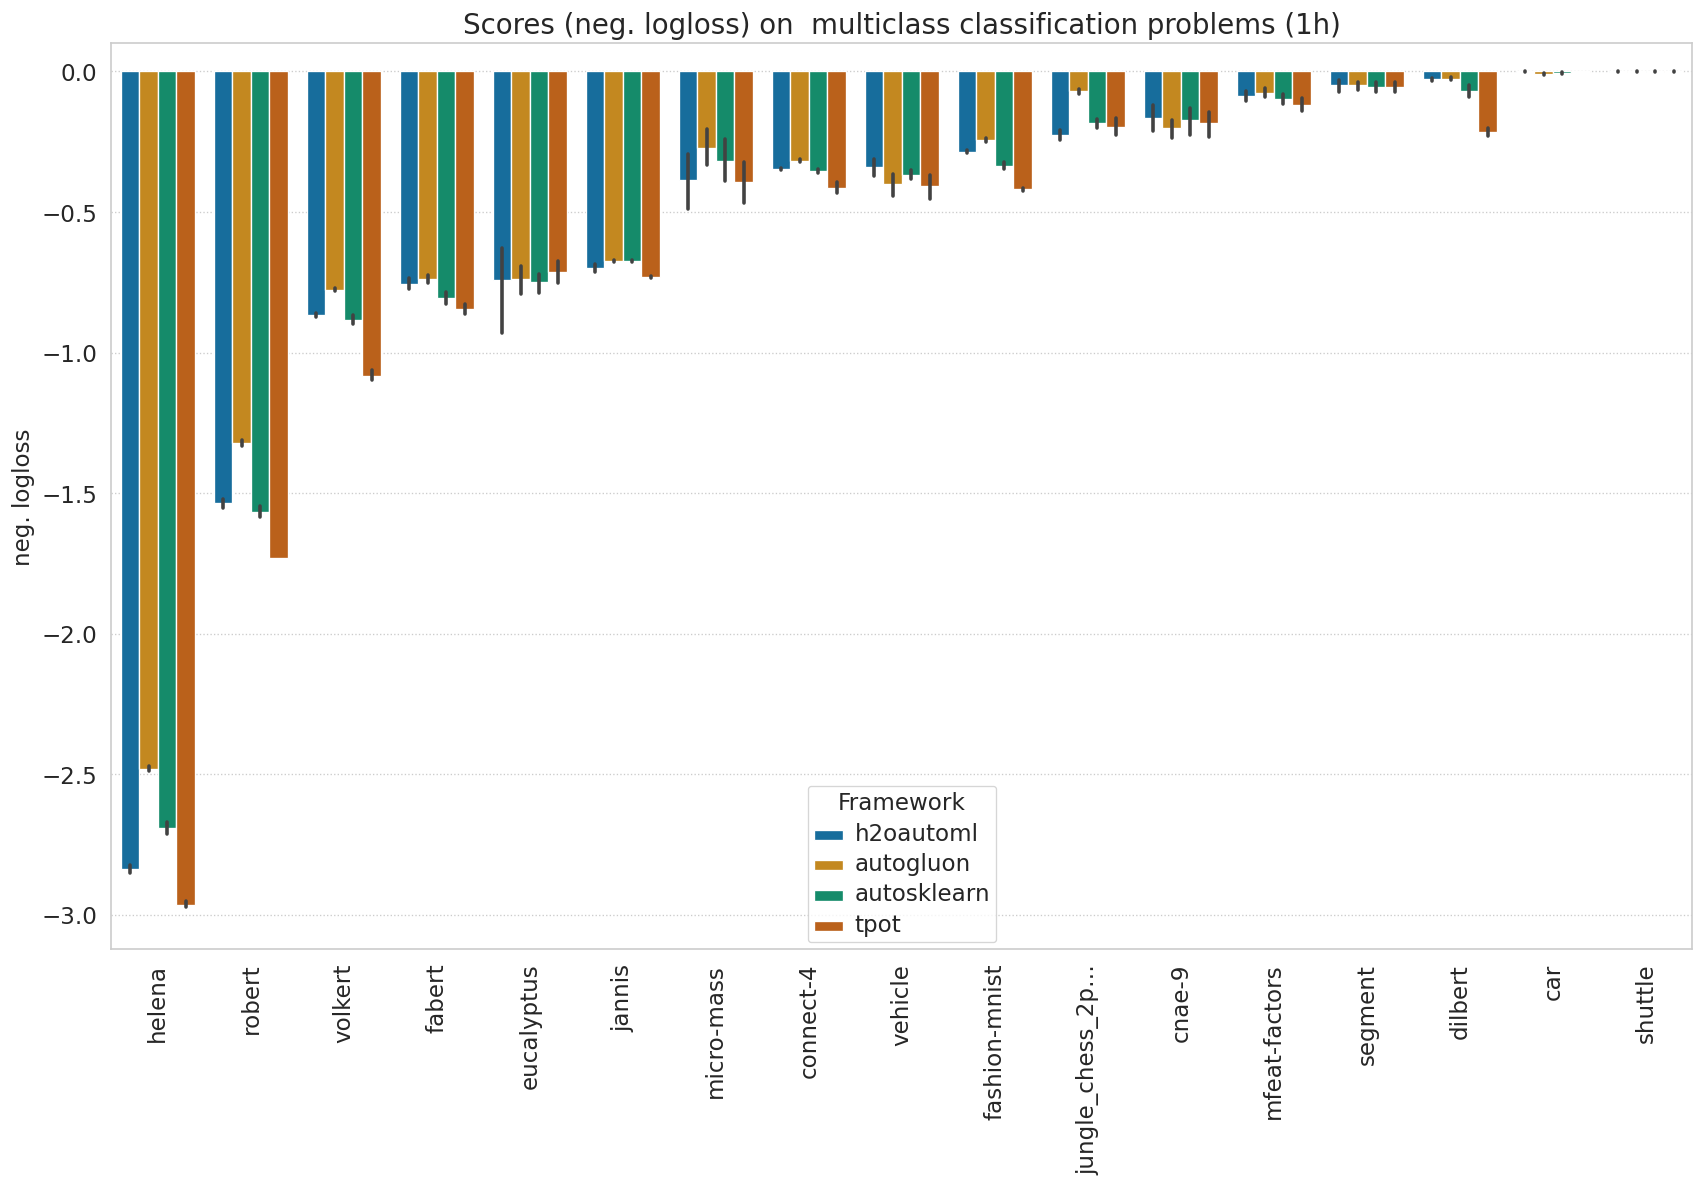 Scores (neg. logloss) on  multiclass classification problems (1h)
neg. logloss
0.0
−0.5
−1.0
−1.5
−2.0
−2.5
−3.0
Framework
h2oautoml
autogluon
autosklearn
tpot
helena
robert
volkert
fabert
eucalyptus
jannis
micro-mass
connect-4
vehicle
fashion-mnist
jungle_chess_2p...
cnae-9
mfeat-factors
segment
dilbert
car
shuttle